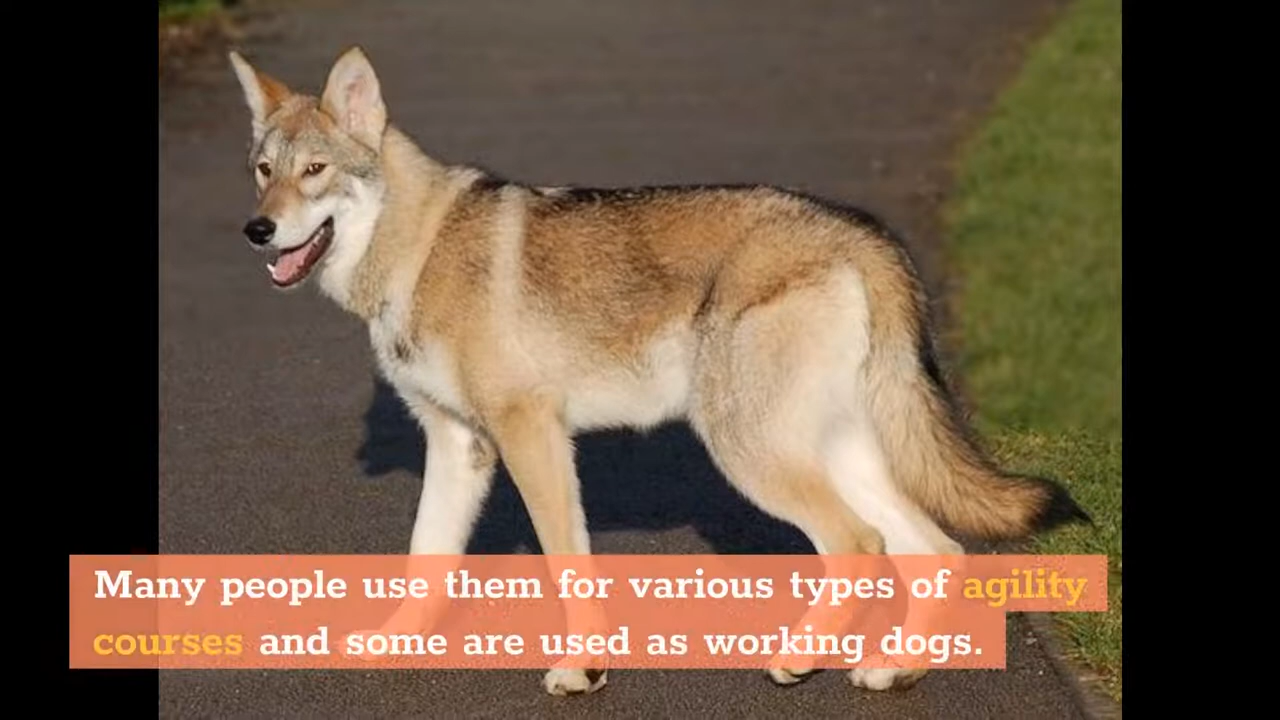 Many people use them for various types of agility
courses and some are used as working dogs.